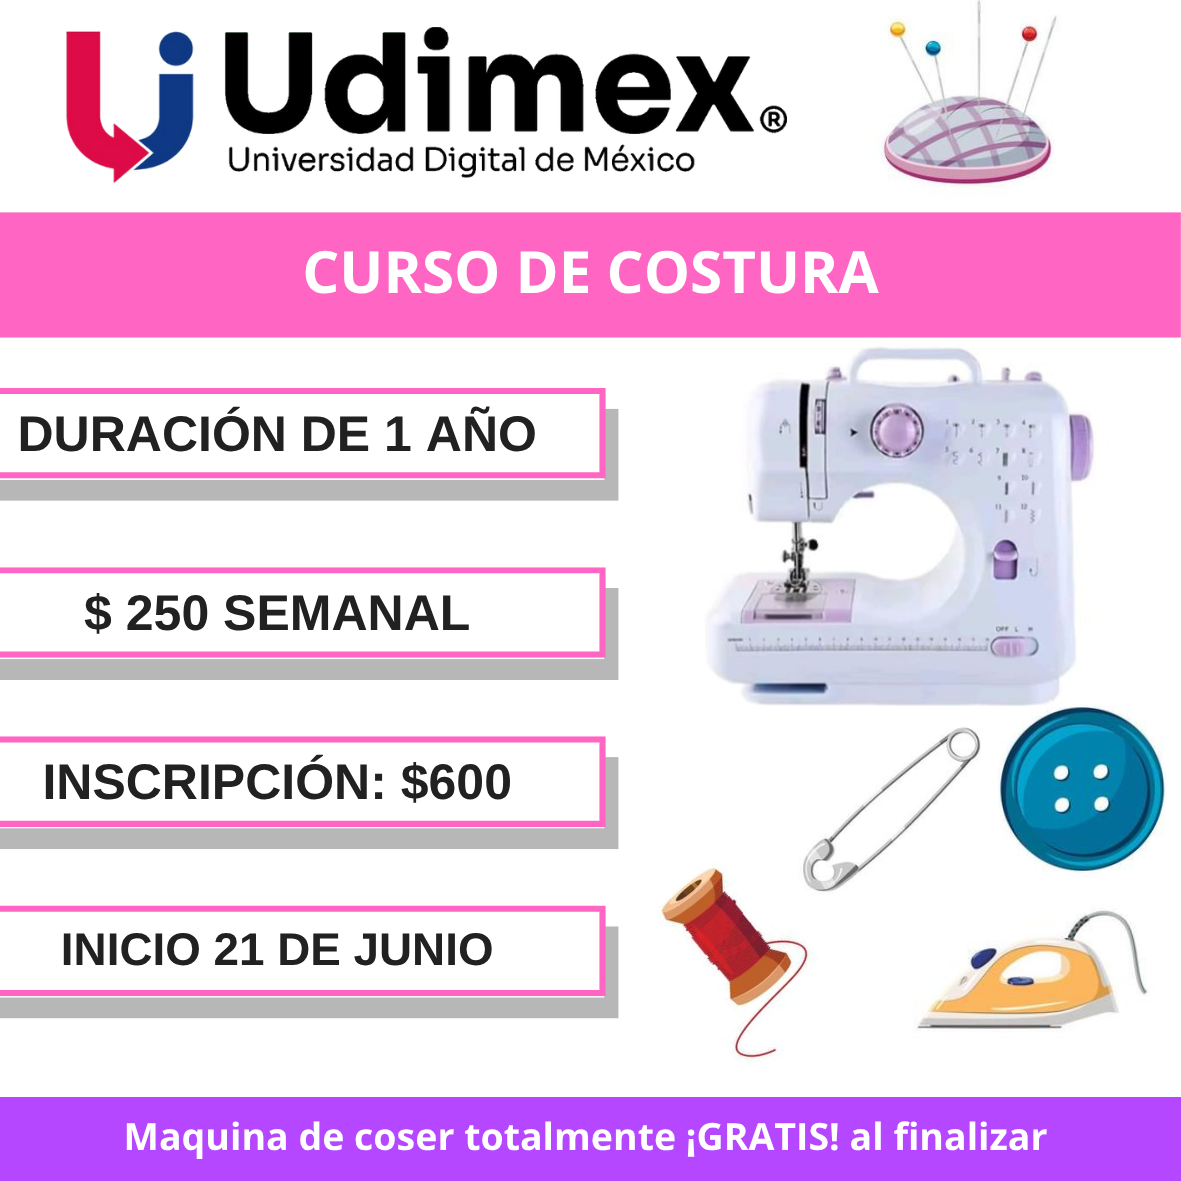 Udimex®
Universidad Digital de México
CURSO DE COSTURA
DURACIÓN DE 1 AÑO
$ 250 SEMANAL
INSCRIPCIÓN: $600
INICIO 21 DE JUNIO
OFF L H
Maquina de coser totalmente ¡GRATIS! al finalizar